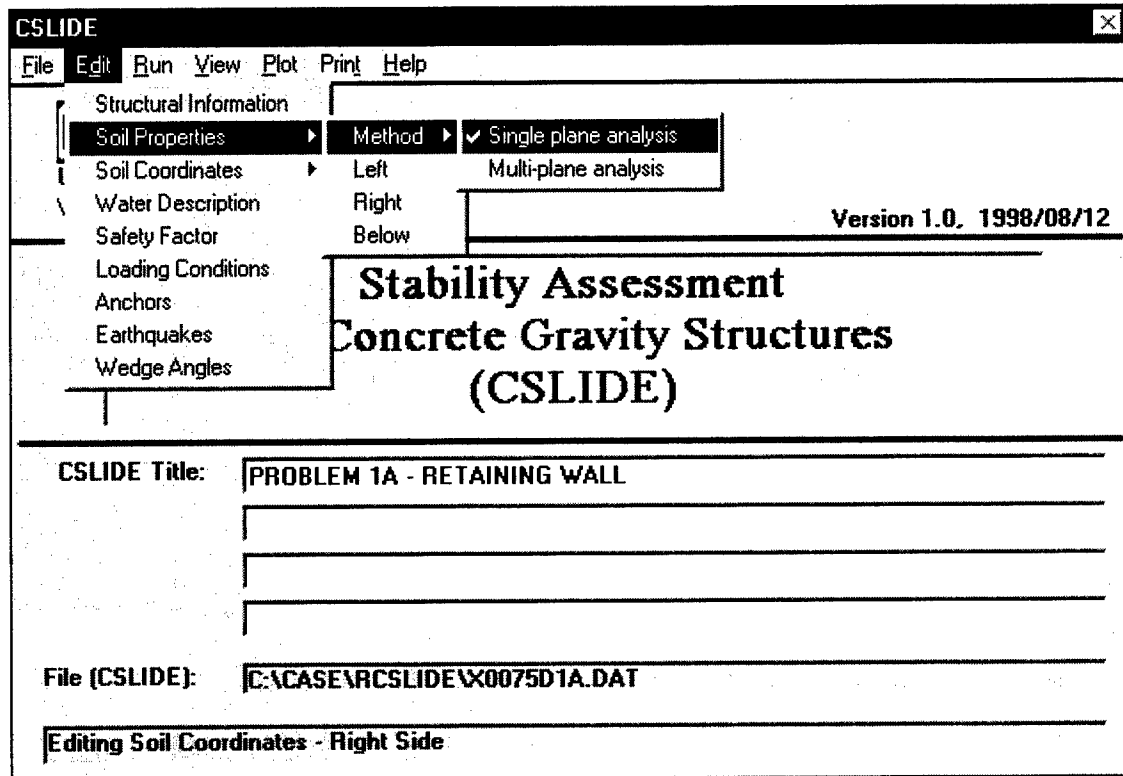 CSLIDE
File Edit Run View Plot Print Help
Structural Information
Soil Properties Method Single plane analysis
Soil Coordinates Left Multi-plane analysis
Water Description Right
Safety Factor Below
Loading Conditions
Anchors
Earthquakes
Wedge Angles
Version 1.0, 1998/08/12
Stability Assessment
Concrete Gravity Structures
(CSLIDE)
CSLIDE Title: PROBLEM 1A - RETAINING WALL
File (CSLIDE): C:\CASE\RCSLIDE\X0075D1A.DAT
Editing Soil Coordinates - Right Side